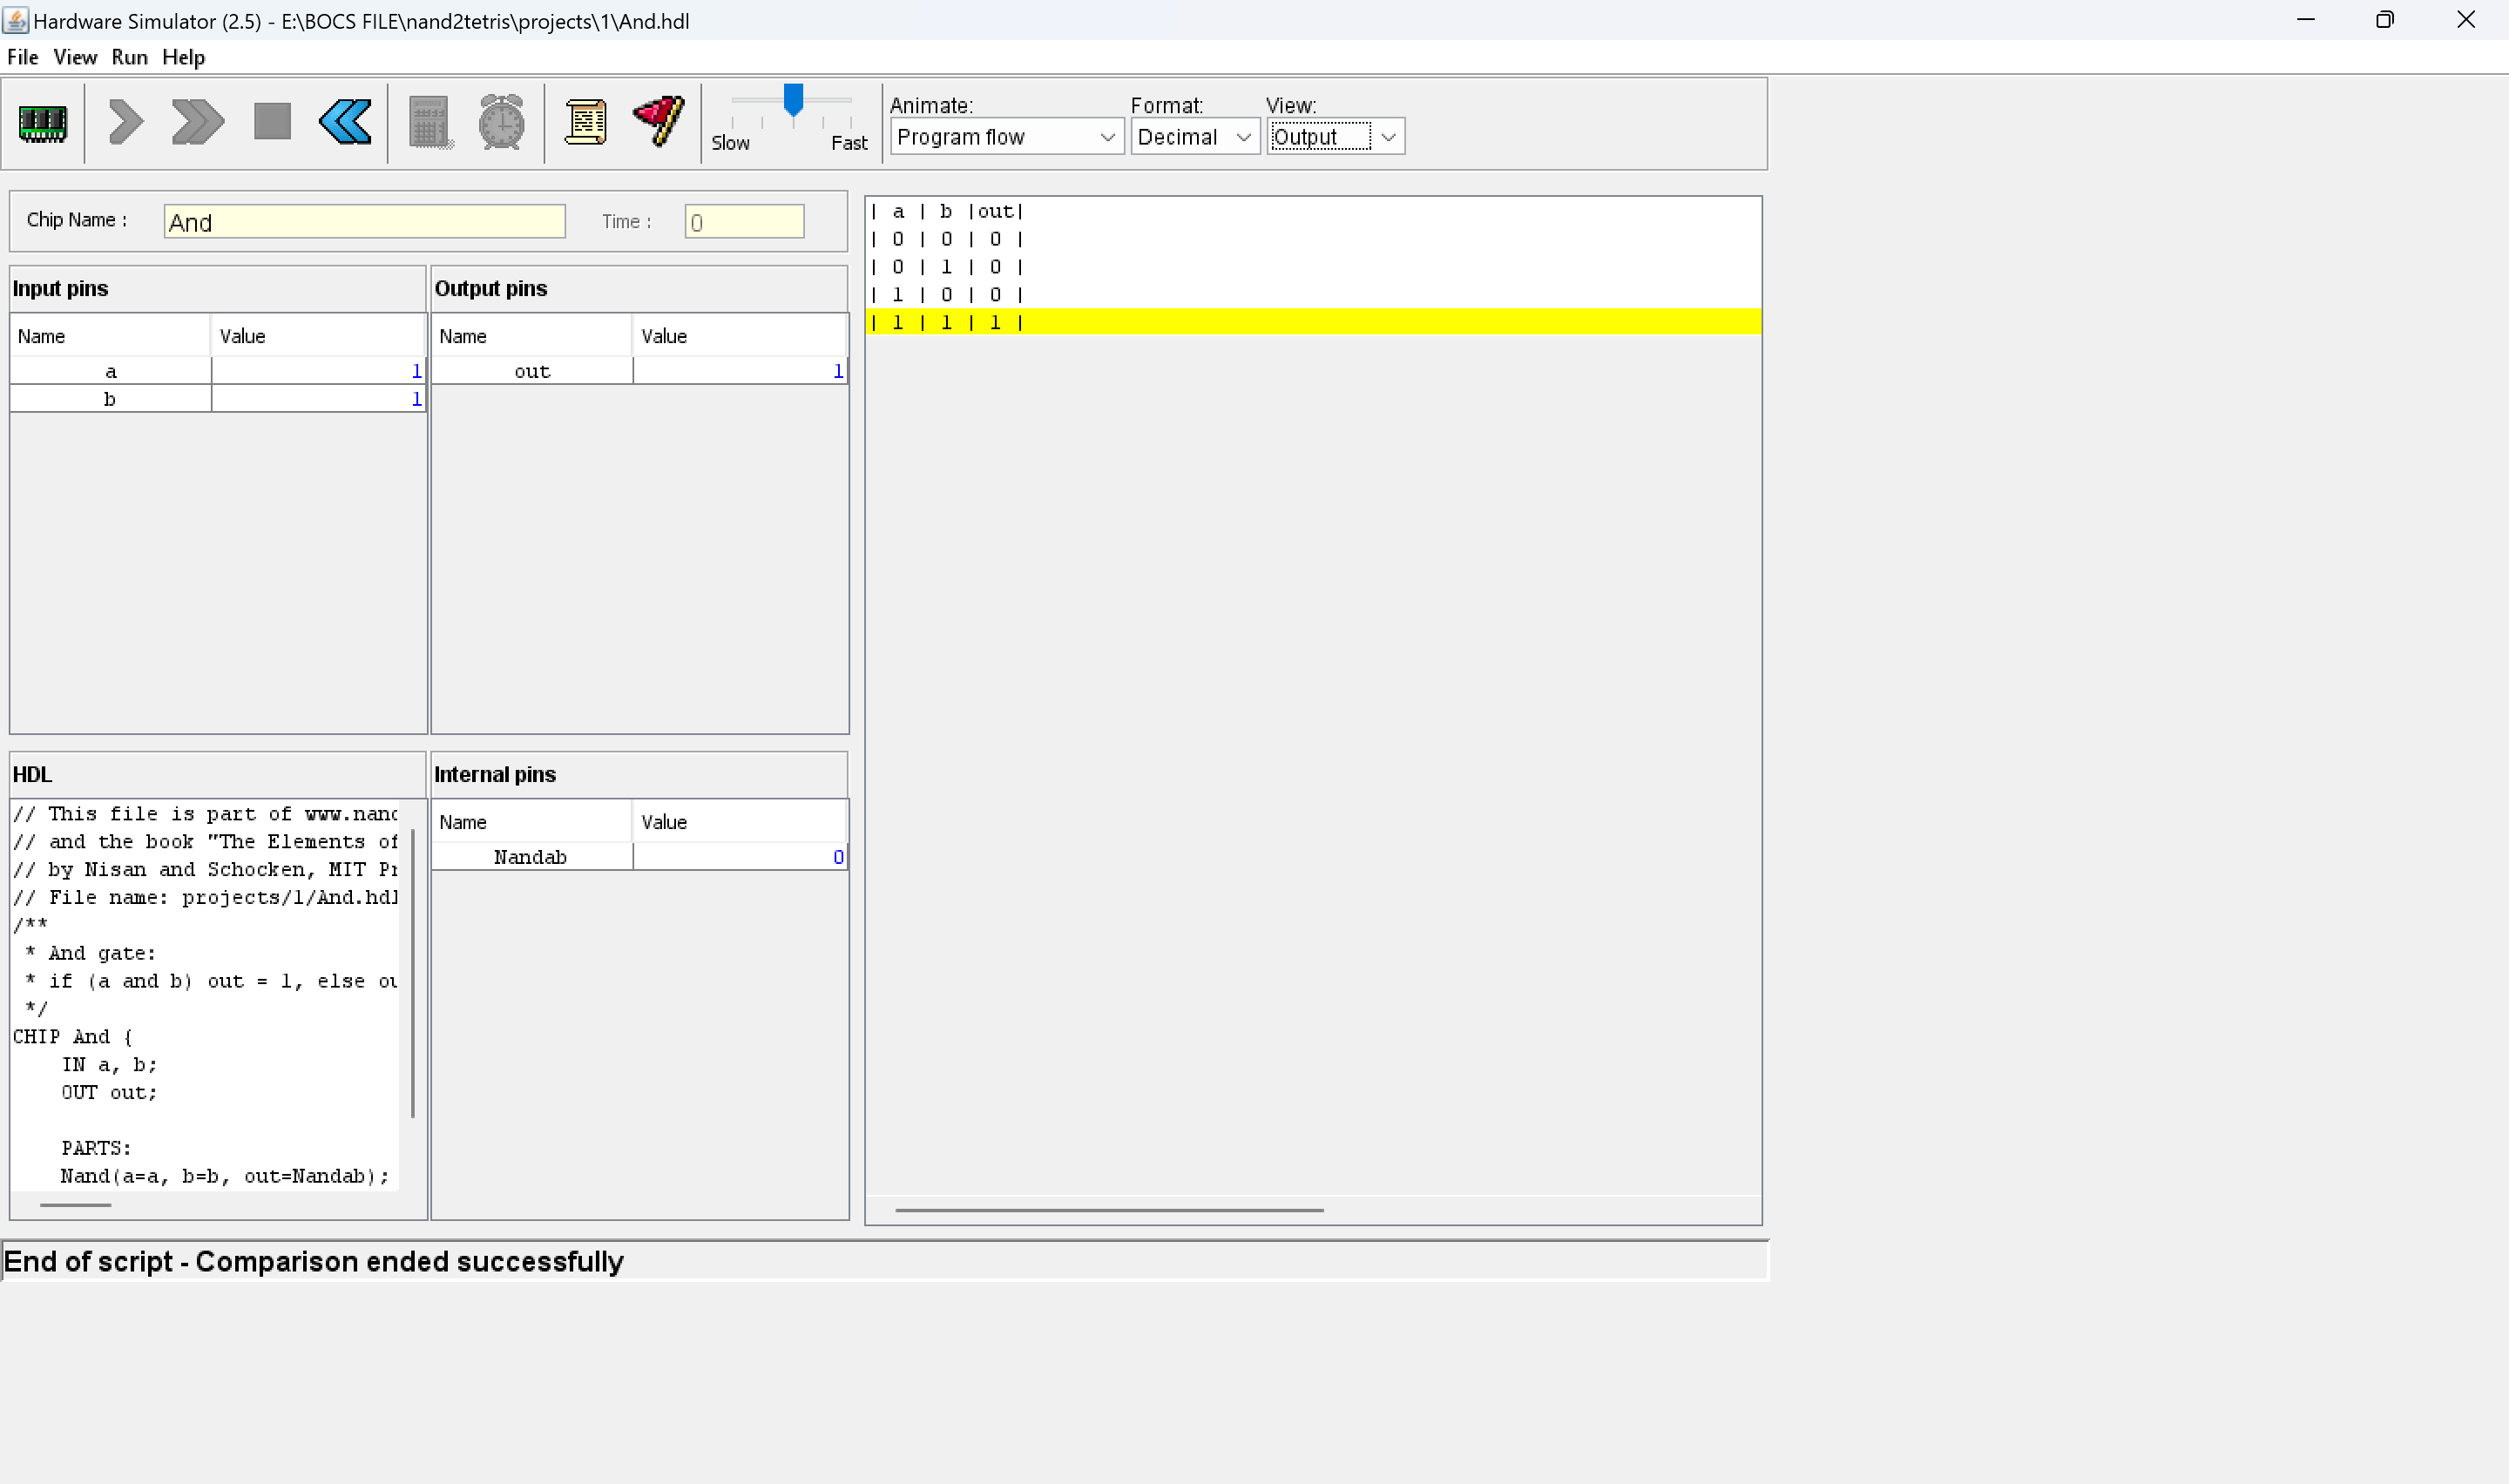 Hardware Simulator (2.5) - E:\BOCS FILE\nand2tetris\projects\1\And.hdl
File View Run Help
Animate: Format: View:
Slow Fast Program flow Decimal Output
Chip Name : And Time : 0
Input pins
Name Value
a 1
b 1
Output pins
Name Value
out 1
HDL
// This file is part of www.nand
// and the book "The Elements of
// by Nisan and Schocken, MIT Pr
// File name: projects/1/And.hdl
/**
* And gate:
* if (a and b) out = 1, else ou
*/
CHIP And {
IN a, b;
OUT out;
PARTS:
Nand(a=a, b=b, out=Nandab);
Internal pins
Name Value
Nandab 0
| a | b |out|
| 0 | 0 | 0 |
| 0 | 1 | 0 |
| 1 | 0 | 0 |
| 1 | 1 | 1 |
End of script - Comparison ended successfully